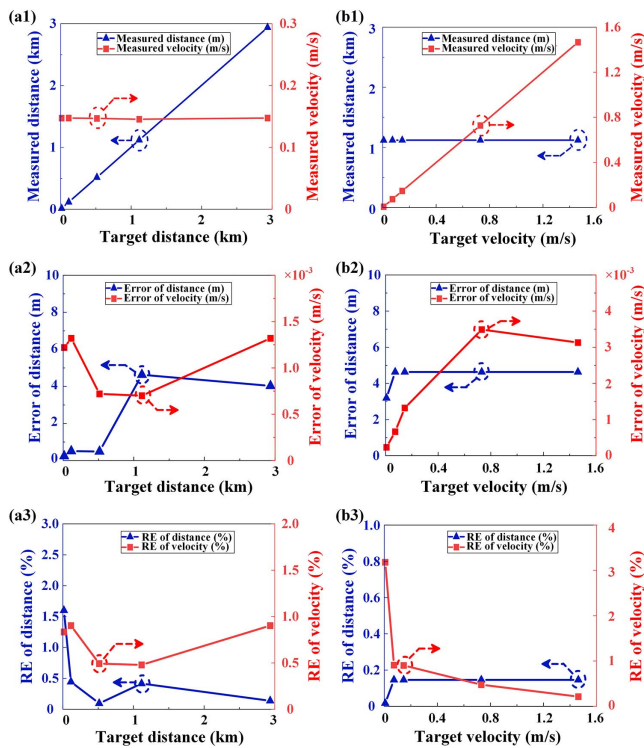 (a1)
Measured distance (m)
Measured velocity (m/s)
Measured distance (km)
3
2
1
0
0.3
0.2
0.1
0.0
Measured velocity (m/s)
0 1 2 3
Target distance (km)
(b1)
Measured distance (m)
Measured velocity (m/s)
Measured distance (km)
3
2
1
0
1.6
1.2
0.8
0.4
0
Measured velocity (m/s)
0.0 0.4 0.8 1.2 1.6
Target velocity (m/s)
(a2)
Error of distance (m)
Error of velocity (m/s)
Error of distance (m)
10
8
6
4
2
0
×10⁻³
2.0
1.5
1.0
0.5
0
Error of velocity (m/s)
0 1 2 3
Target distance (km)
(b2)
Error of distance (m)
Error of velocity (m/s)
Error of distance (m)
10
8
6
4
2
0
×10⁻³
4
3
2
1
0
Error of velocity (m/s)
0.0 0.4 0.8 1.2 1.6
Target velocity (m/s)
(a3)
RE of distance (%)
RE of velocity (%)
RE of distance (%)
3.0
2.5
2.0
1.5
1.0
0.5
0
2.0
1.5
1.0
0.5
0
RE of velocity (%)
0 1 2 3
Target distance (km)
(b3)
RE of distance (%)
RE of velocity (%)
RE of distance (%)
1.0
0.8
0.6
0.4
0.2
0.0
4
3
2
1
0
RE of velocity (%)
0.0 0.4 0.8 1.2 1.6
Target velocity (m/s)